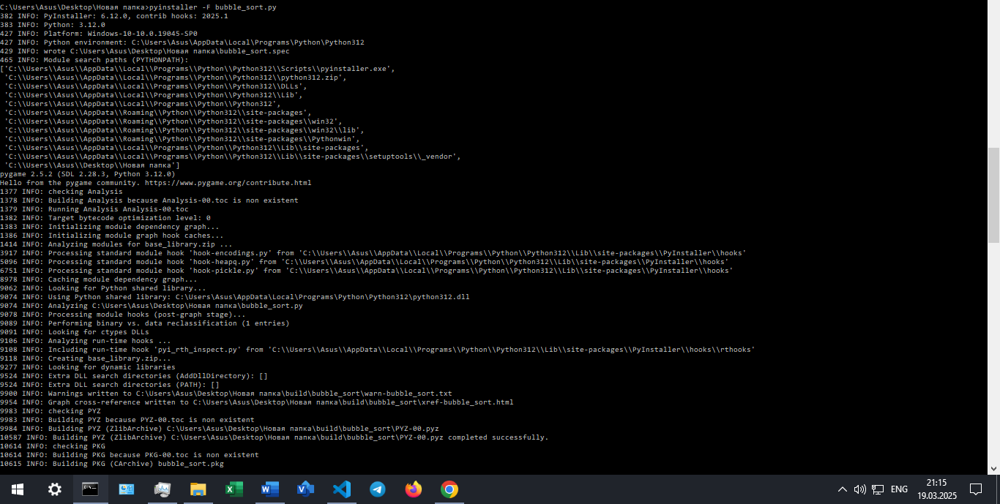 C:\Users\Asus\Desktop\Новая папка>pyinstaller -F bubble_sort.py
382 INFO: PyInstaller: 6.12.0, contrib hooks: 2025.1
383 INFO: Python: 3.12.0
427 INFO: Platform: Windows-10-10.0.19045-SP0
427 INFO: Python environment: C:\Users\Asus\AppData\Local\Programs\Python\Python312
429 INFO: wrote C:\Users\Asus\Desktop\Новая папка\bubble_sort.spec
465 INFO: Module search paths (PYTHONPATH):
['C:\\Users\\Asus\\AppData\\Local\\Programs\\Python\\Python312\\Scripts\\pyinstaller.exe',
 'C:\\Users\\Asus\\AppData\\Local\\Programs\\Python\\Python312\\python312.zip',
 'C:\\Users\\Asus\\AppData\\Local\\Programs\\Python\\Python312\\DLLs',
 'C:\\Users\\Asus\\AppData\\Local\\Programs\\Python\\Python312\\Lib',
 'C:\\Users\\Asus\\AppData\\Local\\Programs\\Python\\Python312',
 'C:\\Users\\Asus\\AppData\\Roaming\\Python\\Python312\\site-packages',
 'C:\\Users\\Asus\\AppData\\Roaming\\Python\\Python312\\site-packages\\win32',
 'C:\\Users\\Asus\\AppData\\Roaming\\Python\\Python312\\site-packages\\win32\\lib',
 'C:\\Users\\Asus\\AppData\\Roaming\\Python\\Python312\\site-packages\\Pythonwin',
 'C:\\Users\\Asus\\AppData\\Local\\Programs\\Python\\Python312\\Lib\\site-packages',
 'C:\\Users\\Asus\\AppData\\Local\\Programs\\Python\\Python312\\Lib\\site-packages\\setuptools\\_vendor',
 'C:\\Users\\Asus\\Desktop\\Новая папка']
pygame 2.5.2 (SDL 2.28.3, Python 3.12.0)
Hello from the pygame community. https://www.pygame.org/contribute.html
1377 INFO: checking Analysis
1378 INFO: Building Analysis because Analysis-00.toc is non existent
1379 INFO: Running Analysis Analysis-00.toc
1382 INFO: Target bytecode optimization level: 0
1383 INFO: Initializing module dependency graph...
1386 INFO: Initializing module graph hook caches...
1414 INFO: Analyzing modules for base_library.zip ...
3917 INFO: Processing standard module hook 'hook-encodings.py' from 'C:\\Users\\Asus\\AppData\\Local\\Programs\\Python\\Python312\\Lib\\site-packages\\PyInstaller\\hooks'
5096 INFO: Processing standard module hook 'hook-heapq.py' from 'C:\\Users\\Asus\\AppData\\Local\\Programs\\Python\\Python312\\Lib\\site-packages\\PyInstaller\\hooks'
6751 INFO: Processing standard module hook 'hook-pickle.py' from 'C:\\Users\\Asus\\AppData\\Local\\Programs\\Python\\Python312\\Lib\\site-packages\\PyInstaller\\hooks'
8978 INFO: Caching module dependency graph...
9062 INFO: Looking for Python shared library...
9074 INFO: Using Python shared library: C:\Users\Asus\AppData\Local\Programs\Python\Python312\python312.dll
9074 INFO: Analyzing C:\Users\Asus\Desktop\Новая папка\bubble_sort.py
9078 INFO: Processing module hooks (post-graph stage)...
9089 INFO: Performing binary vs. data reclassification (1 entries)
9091 INFO: Looking for ctypes DLLs
9106 INFO: Analyzing run-time hooks ...
9108 INFO: Including run-time hook 'pyi_rth_inspect.py' from 'C:\\Users\\Asus\\AppData\\Local\\Programs\\Python\\Python312\\Lib\\site-packages\\PyInstaller\\hooks\\rthooks'
9118 INFO: Creating base_library.zip...
9277 INFO: Looking for dynamic libraries
9524 INFO: Extra DLL search directories (AddDllDirectory): []
9524 INFO: Extra DLL search directories (PATH): []
9900 INFO: Warnings written to C:\Users\Asus\Desktop\Новая папка\build\bubble_sort\warn-bubble_sort.txt
9954 INFO: Graph cross-reference written to C:\Users\Asus\Desktop\Новая папка\build\bubble_sort\xref-bubble_sort.html
9983 INFO: checking PYZ
9983 INFO: Building PYZ because PYZ-00.toc is non existent
9984 INFO: Building PYZ (ZlibArchive) C:\Users\Asus\Desktop\Новая папка\build\bubble_sort\PYZ-00.pyz
10587 INFO: Building PYZ (ZlibArchive) C:\Users\Asus\Desktop\Новая папка\build\bubble_sort\PYZ-00.pyz completed successfully.
10614 INFO: checking PKG
10614 INFO: Building PKG because PKG-00.toc is non existent
10615 INFO: Building PKG (CArchive) bubble_sort.pkg
ENG
21:15
19.03.2025